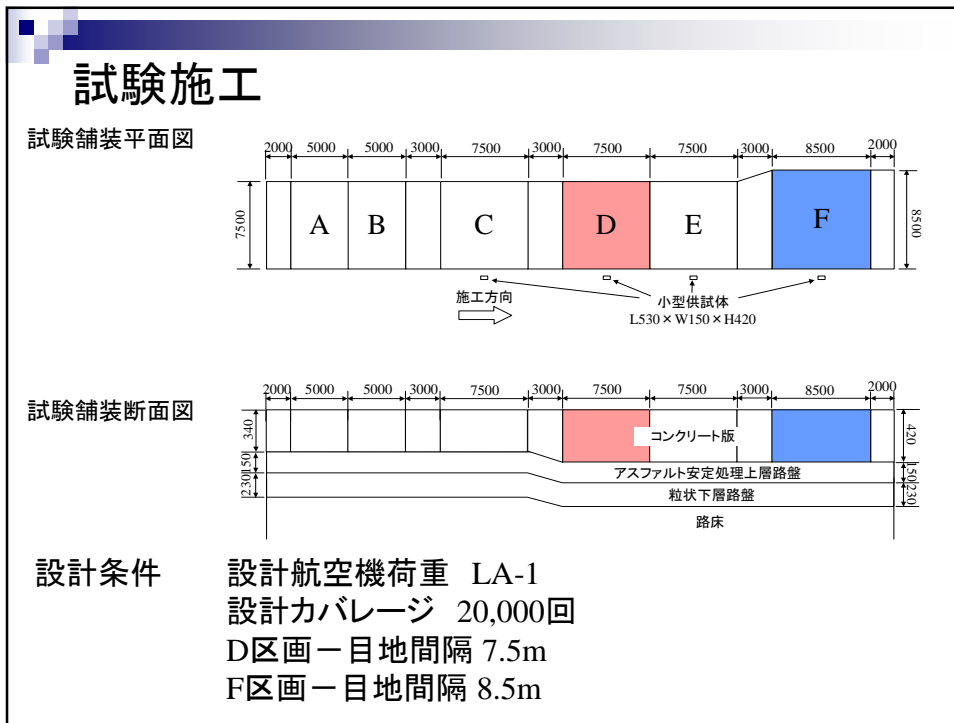 試験施工
試験舗装平面図
2000 5000 5000 3000 7500 3000 7500 7500 3000 8500 2000
7500
A B C D E F
8500
施工方向
小型供試体
L530×W150×H420
試験舗装断面図
2000 5000 5000 3000 7500 3000 7500 7500 3000 8500 2000
340
コンクリート版
420
150
アスファルト安定処理上層路盤
150
230
粒状下層路盤
230
路床
設計条件 設計航空機荷重 LA-1
設計カバレージ 20,000回
D区画－目地間隔 7.5m
F区画－目地間隔 8.5m